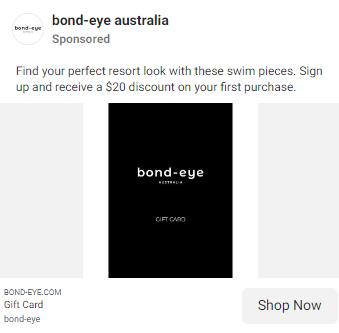 bond-eye
bond-eye australia
Sponsored
Find your perfect resort look with these swim pieces. Sign
up and receive a $20 discount on your first purchase.
bond-eye
AUSTRALIA
GIFT CARD
BOND-EYE.COM
Gift Card
bond-eye
Shop Now